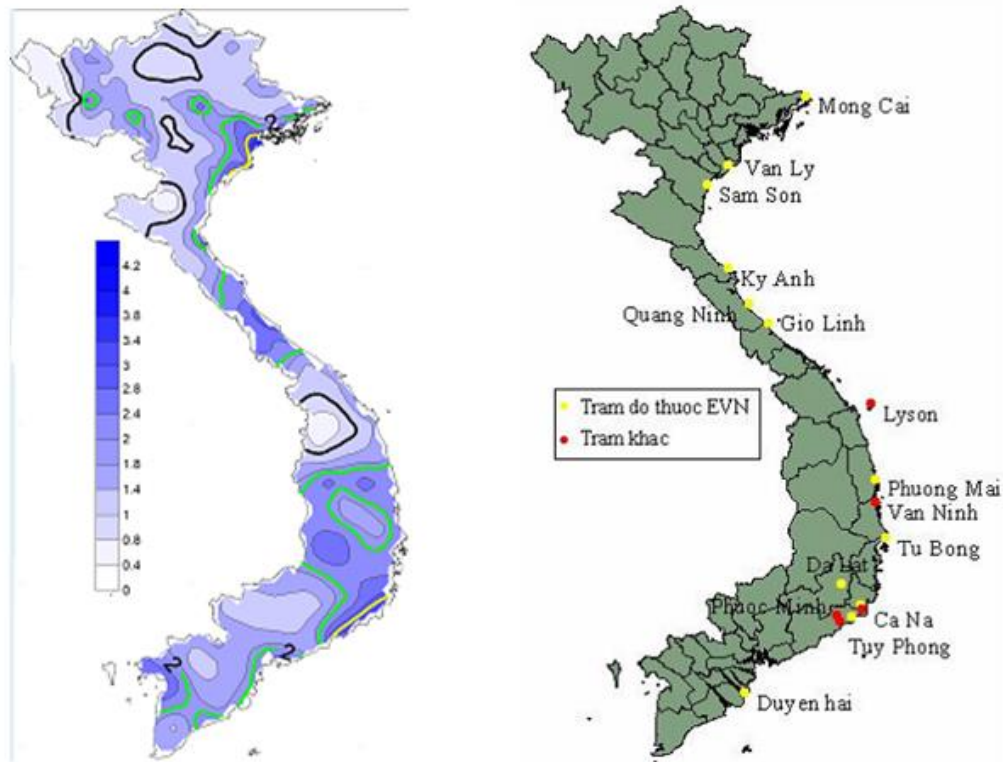 2
4.2
4
3.6
3.4
3
2.8
2.4
2
1.8
1.4
1
0.8
0.4
0
2
2
Mong Cai
Van Ly
Sam Son
Ky Anh
Quang Ninh
Gio Linh
Tram do thuoc EVN
Tram khac
Lyson
Phuong Mai
Van Ninh
Tu Bong
Da Lat
Phuoc Minh
Ca Na
Tuy Phong
Duyen hai